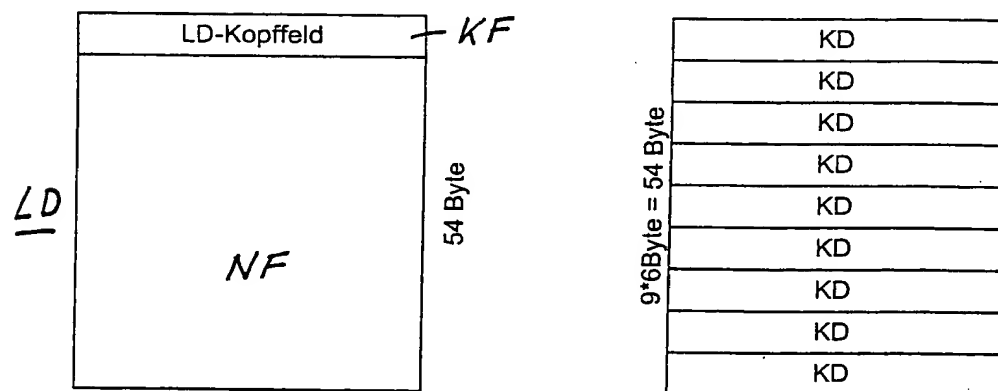 LD-Kopffeld
KF
LD
NF
54 Byte
9*6Byte = 54 Byte
KD
KD
KD
KD
KD
KD
KD
KD
KD